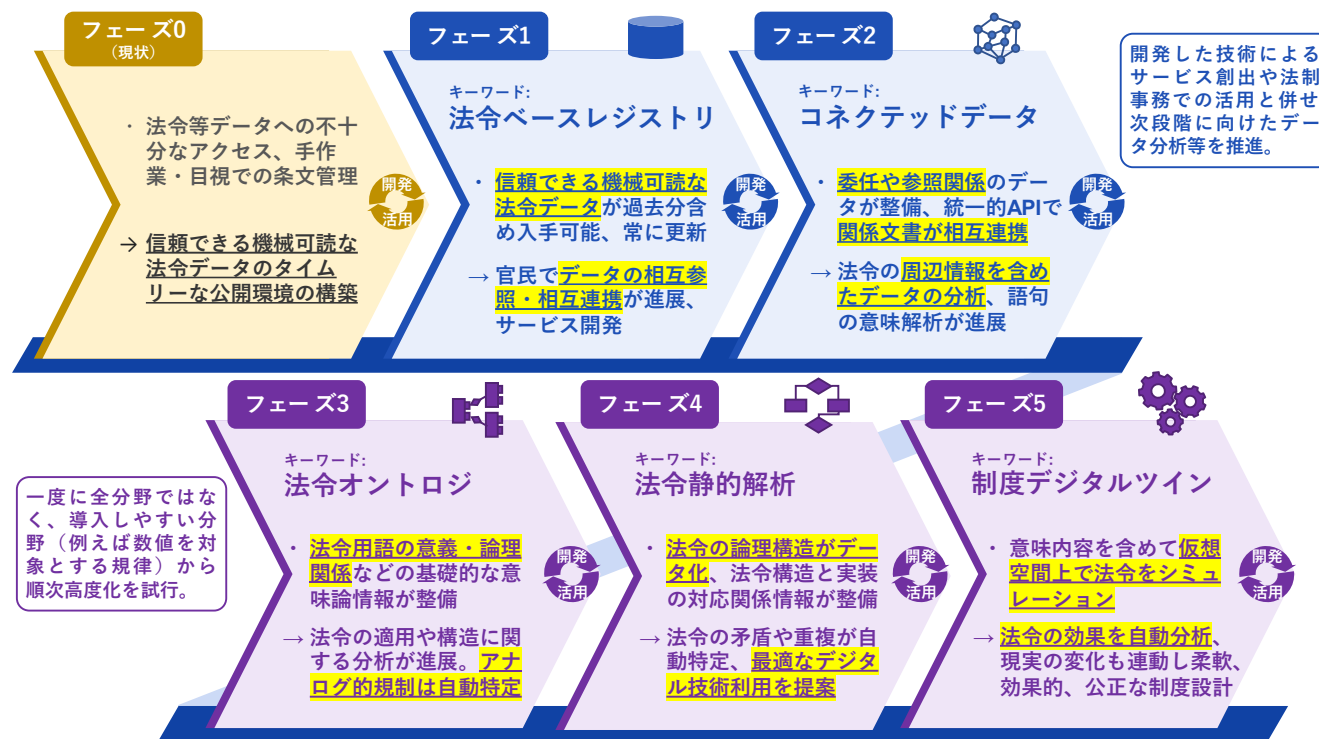 フェーズ0
（現状）
・ 法令等データへの不十
分なアクセス、手作
業・目視での条文管理
→ 信頼できる機械可読な
法令データのタイム
リーな公開環境の構築
開発
活用
フェーズ1
キーワード:
法令ベースレジストリ
・ 信頼できる機械可読な
法令データが過去分含
め入手可能、常に更新
→ 官民でデータの相互参
照・相互連携が進展、
サービス開発
開発
活用
フェーズ2
キーワード:
コネクテッドデータ
・ 委任や参照関係のデー
タが整備、統一的APIで
関係文書が相互連携
→ 法令の周辺情報を含め
たデータの分析、語句
の意味解析が進展
開発
活用
開発した技術による
サービス創出や法制
事務での活用と併せ
次段階に向けたデー
タ分析等を推進。
一度に全分野ではな
く、導入しやすい分
野（例えば数値を対
象とする規律）から
順次高度化を試行。
フェーズ3
キーワード:
法令オントロジ
・ 法令用語の意義・論理
関係などの基礎的な意
味論情報が整備
→ 法令の適用や構造に関
する分析が進展。アナ
ログ的規制は自動特定
開発
活用
フェーズ4
キーワード:
法令静的解析
・ 法令の論理構造がデー
タ化、法令構造と実装
の対応関係情報が整備
→ 法令の矛盾や重複が自
動特定、最適なデジタ
ル技術利用を提案
開発
活用
フェーズ5
キーワード:
制度デジタルツイン
・ 意味内容を含めて仮想
空間上で法令をシミュ
レーション
→ 法令の効果を自動分析、
現実の変化も連動し柔軟、
効果的、公正な制度設計
開発
活用